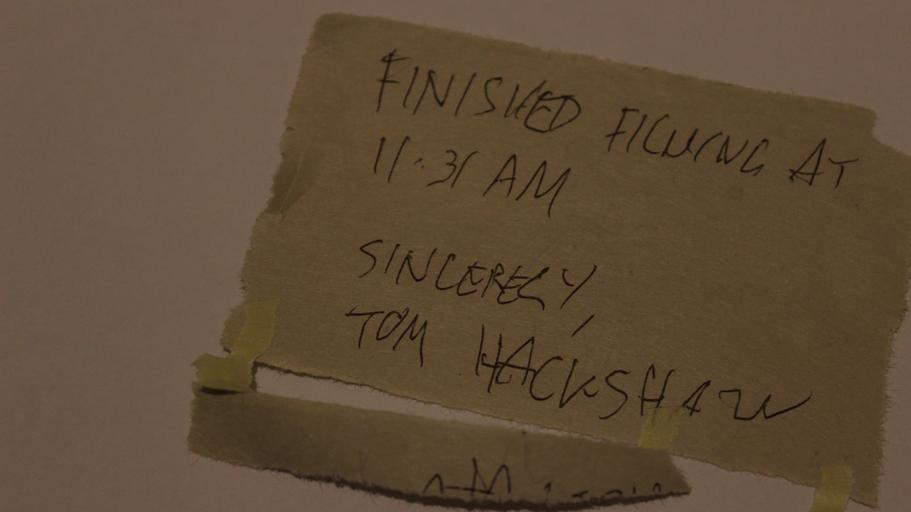 FINISHED FILMING AT
11.31 AM
SINCERELY,
TOM HACKSHAW